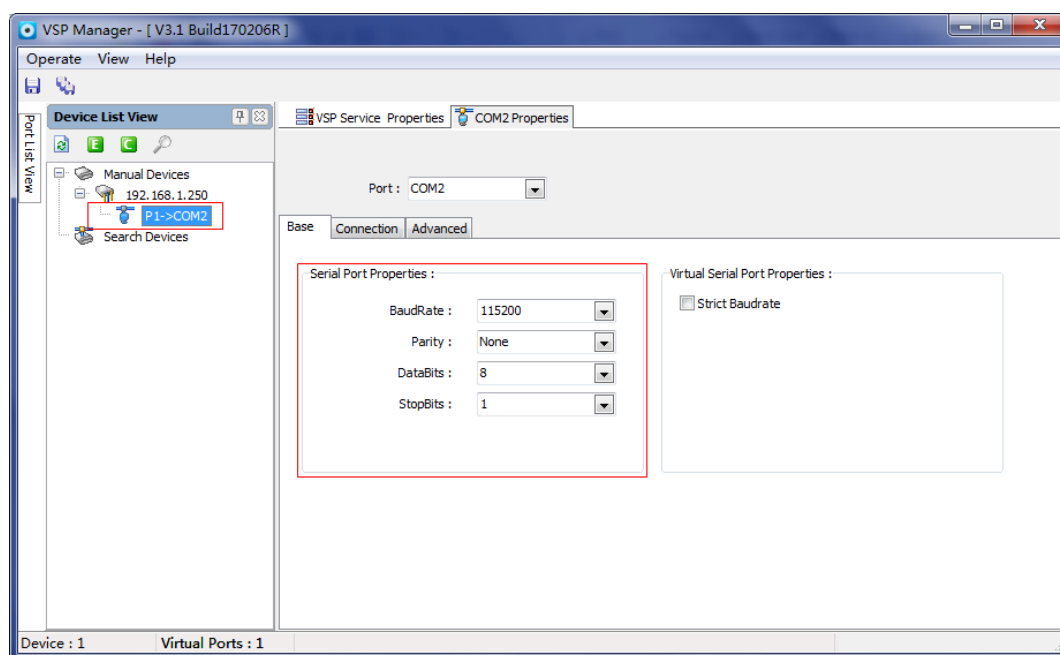 VSP Manager - [ V3.1 Build170206R ]
Operate View Help
Port List View
Device List View
E C
Manual Devices
192.168.1.250
P1->COM2
Search Devices
VSP Service Properties COM2 Properties
Port : COM2
Base Connection Advanced
Serial Port Properties :
BaudRate : 115200
Parity : None
DataBits : 8
StopBits : 1
Virtual Serial Port Properties :
Strict Baudrate
Device : 1 Virtual Ports : 1